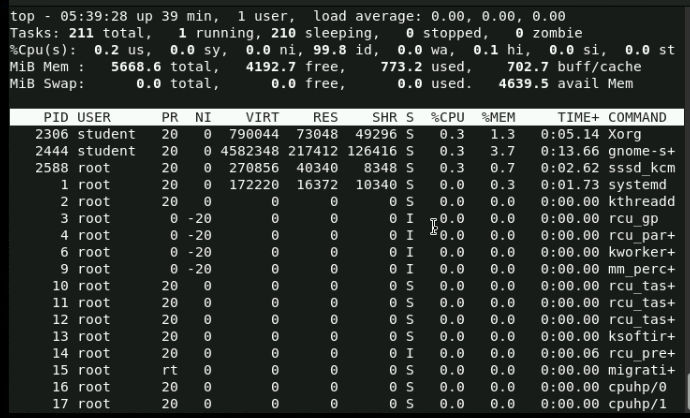 top - 05:39:28 up 39 min,  1 user,  load average: 0.00, 0.00, 0.00
Tasks: 211 total,   1 running, 210 sleeping,   0 stopped,   0 zombie
%Cpu(s):  0.2 us,  0.0 sy,  0.0 ni, 99.8 id,  0.0 wa,  0.1 hi,  0.0 si,  0.0 st
MiB Mem :   5668.6 total,   4192.7 free,    773.2 used,    702.7 buff/cache
MiB Swap:      0.0 total,      0.0 free,      0.0 used.   4639.5 avail Mem
PID USER      PR  NI    VIRT    RES    SHR S  %CPU  %MEM     TIME+ COMMAND
2306 student   20   0  790044  73048  49296 S   0.3   1.3   0:05.14 Xorg
2444 student   20   0 4582348 217412 126416 S   0.3   3.7   0:13.66 gnome-s+
2588 root      20   0  270856  40340   8348 S   0.3   0.7   0:02.62 sssd_kcm
1 root      20   0  172220  16372  10340 S   0.0   0.3   0:01.73 systemd
2 root      20   0       0      0      0 S   0.0   0.0   0:00.00 kthreadd
3 root       0 -20       0      0      0 I   0.0   0.0   0:00.00 rcu_gp
4 root       0 -20       0      0      0 I   0.0   0.0   0:00.00 rcu_par+
6 root       0 -20       0      0      0 I   0.0   0.0   0:00.00 kworker+
9 root       0 -20       0      0      0 I   0.0   0.0   0:00.00 mm_perc+
10 root      20   0       0      0      0 S   0.0   0.0   0:00.00 rcu_tas+
11 root      20   0       0      0      0 S   0.0   0.0   0:00.00 rcu_tas+
12 root      20   0       0      0      0 S   0.0   0.0   0:00.00 rcu_tas+
13 root      20   0       0      0      0 S   0.0   0.0   0:00.00 ksoftir+
14 root      20   0       0      0      0 I   0.0   0.0   0:00.06 rcu_pre+
15 root      rt   0       0      0      0 S   0.0   0.0   0:00.00 migrati+
16 root      20   0       0      0      0 S   0.0   0.0   0:00.00 cpuhp/0
17 root      20   0       0      0      0 S   0.0   0.0   0:00.00 cpuhp/1